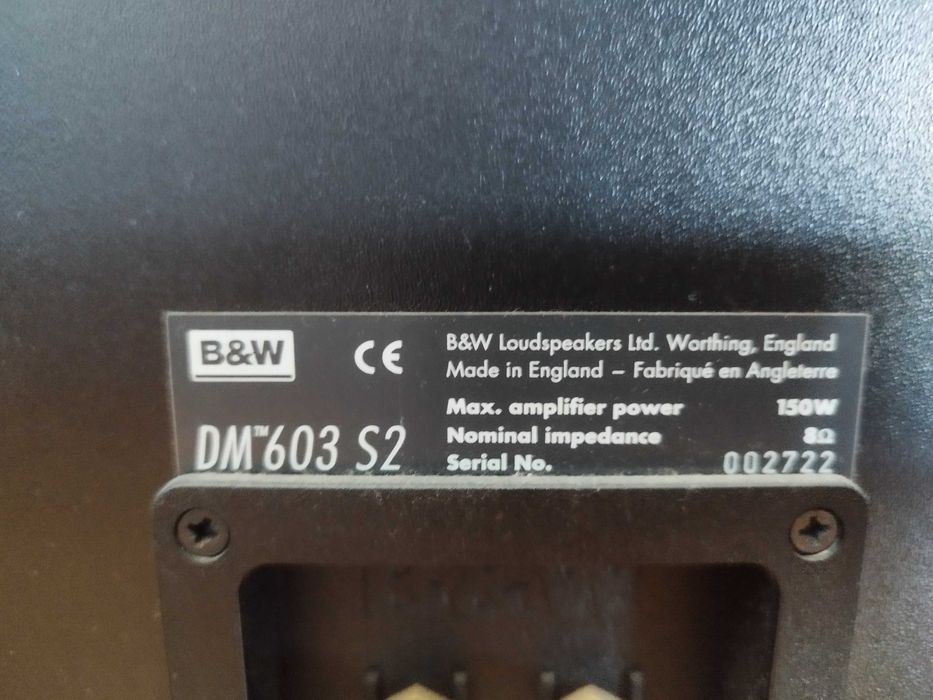 B&W
CE
DM™603 S2
B&W Loudspeakers Ltd. Worthing, England
Made in England – Fabriqué en Angleterre
Max. amplifier power 150W
Nominal impedance 8Ω
Serial No. 002722